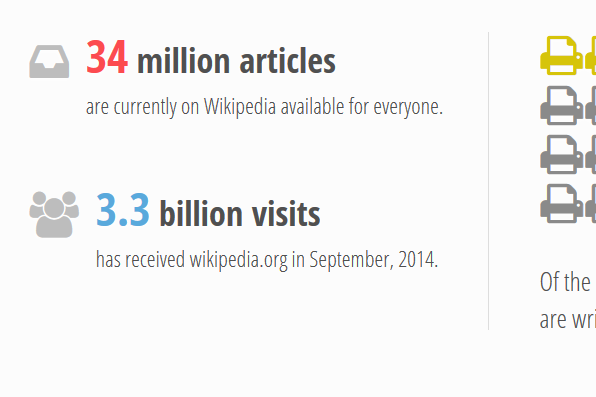 34 million articles
are currently on Wikipedia available for everyone.
3.3 billion visits
has received wikipedia.org in September, 2014.
Of the
are wri